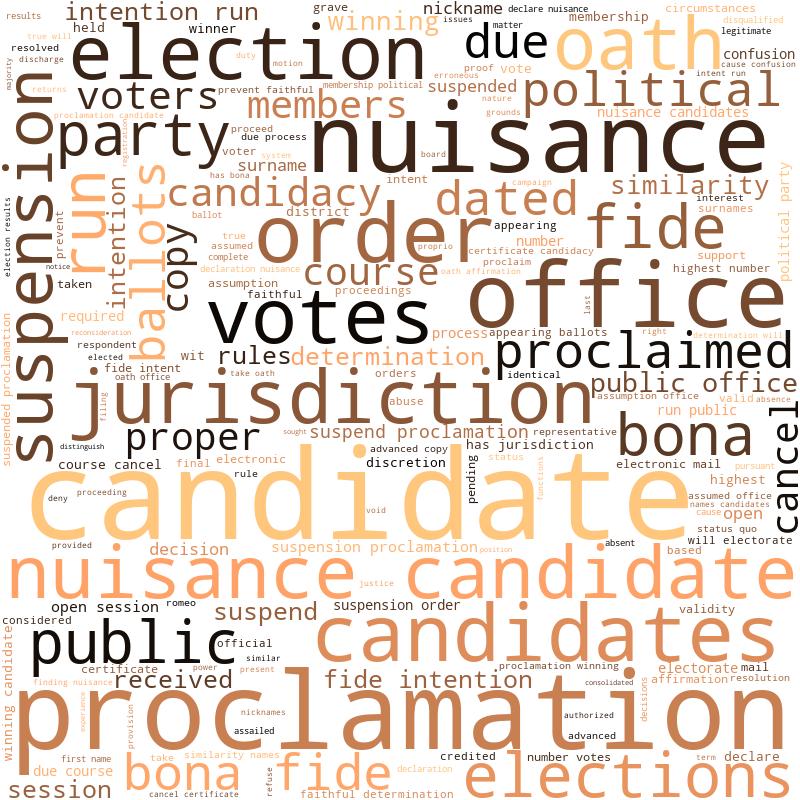 results
intention run
grave
nickname
declare nuisance
membership
circumstances
held
winner
winning
issues
matter
oath
disqualified
true will
resolved
election
duty
due
legitimate
majority
discharge
motion
proof
vote
confusion
cause confusion
intent run
returns
voters
prevent faithful
membership political
erroneous
suspended
political
nature
proclamation candidate
members
grounds
nuisance candidates
suspension
party
registration
proceed
due process
nuisance
voter
system
board
surname
has bona
run
ballots
intention
candidacy
intent
campaign
similarity
political party
ballot
district
dated
interest
surnames
election results
prevent
copy
true
order
appearing
fide
assumed
proprio
number
complete
certificate candidacy
support
declaration nuisance
course
oath affirmation
proclaim
highest number
notice
taken
assumption
proceedings
office
last
faithful
votes
required
suspended proclamation
reconsideration
process
appearing ballots
right
determination will
respondent
wit
rules
determination
proclaimed
elected
fide intent
oath office
take oath
orders
identical
public office
jurisdiction
abuse
assumption office
valid
absence
filing
run public
cancel
proper
sought
suspend proclamation
representative
bona
distinguish
has jurisdiction
advanced copy
course cancel
final
electronic
discretion
pending
status
functions
electronic mail
pursuant
rule
highest
deny
proceeding
candidate
assumed office
names candidates
void
cause
open
status quo
provided
decision
suspension proclamation
position
absent
based
will electorate
nuisance candidate
justice
open session
romeo
suspend
suspension order
validity
considered
winning candidate
public
official
candidates
similar
certificate
power
present
proclamation winning
electorate
mail
finding nuisance
received
fide intention
consolidated
decisions
affirmation
resolution
experience
provision
proclamation
nicknames
authorized
assailed
advanced
first name
take
similarity names
credited
number votes
term
declare
due course
bona
fide
declaration
elections
session
cancel certificate
refuse
faithful determination